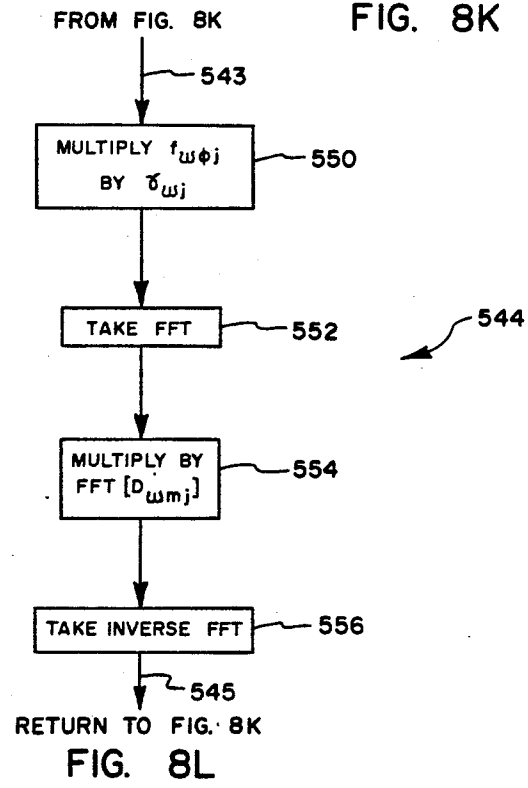 FROM FIG. 8K
FIG. 8K
543
MULTIPLY fωφj
BY γωj
550
TAKE FFT
552
544
MULTIPLY BY
FFT [Dωmj]
554
TAKE INVERSE FFT
556
545
RETURN TO FIG. 8K
FIG. 8L